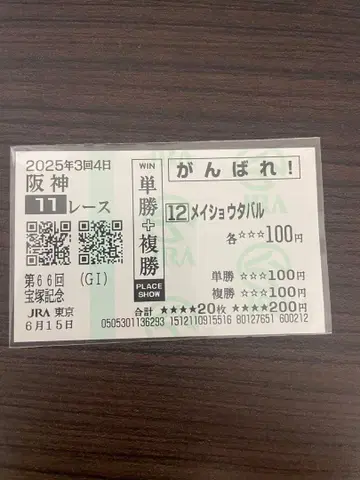 2025年3回4日
阪神
11レース
第66回 (GI)
宝塚記念
JRA 東京
6月15日
WIN
単勝+複勝
PLACE
SHOW
がんばれ!
12 メイショウタバル
各☆☆☆100円
単勝 ☆☆☆100円
複勝 ☆☆☆100円
合計 ★★★★20枚 ★★★★200円
0505301136293 1512110915516 80127651 600212